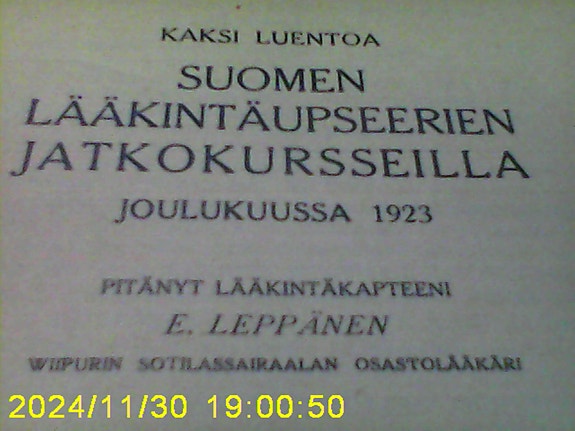 KAKSI LUENTOA
SUOMEN
LÄÄKINTÄUPSEERIEN
JATKOKURSSEILLA
JOULUKUUSSA 1923
PITÄNYT LÄÄKINTÄKAPTEENI
E. LEPPÄNEN
WIIPURIN SOTILASSAIRAALAN OSASTOLÄÄKÄRI
2024/11/30 19:00:50